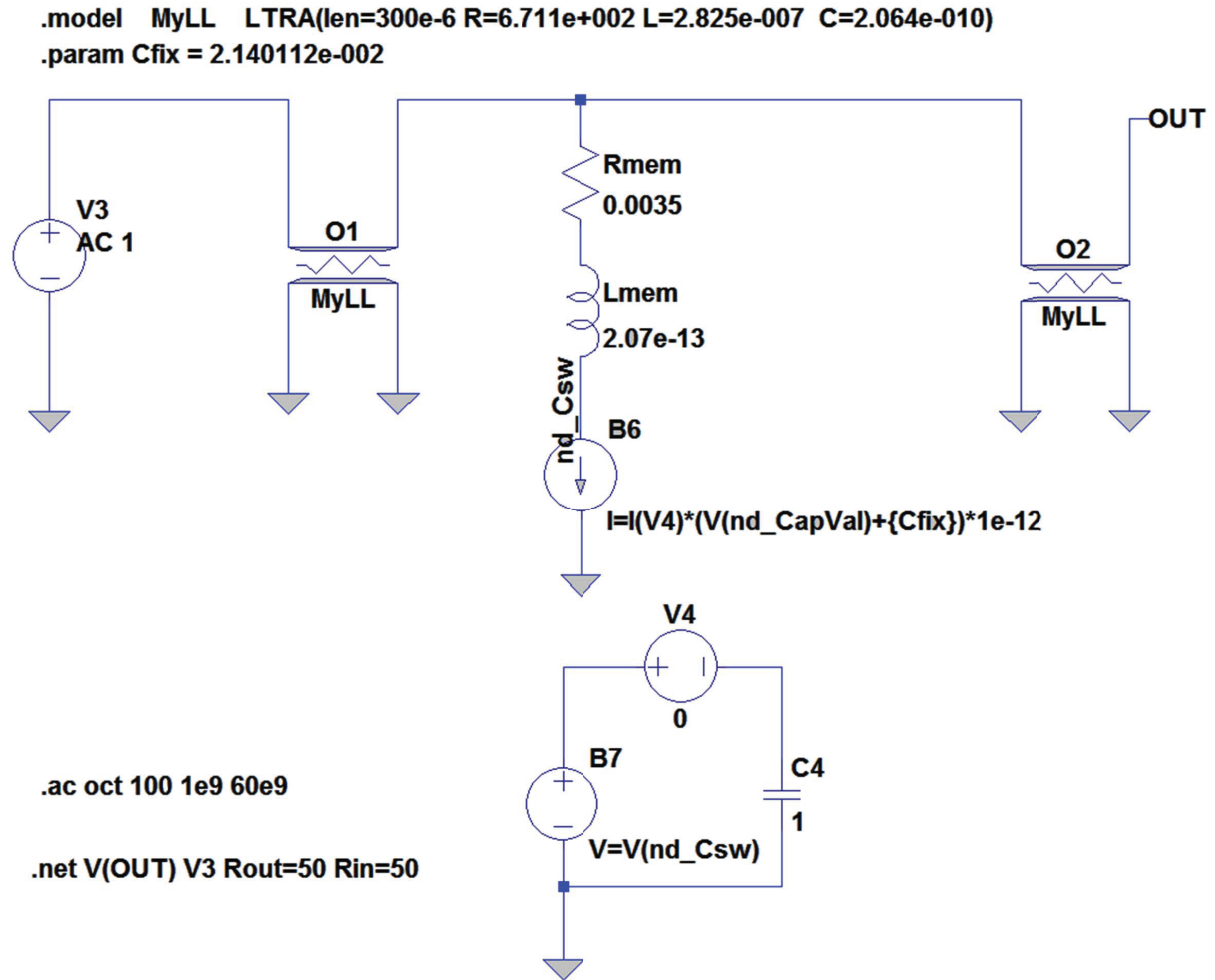 .model MyLL LTRA(len=300e-6 R=6.711e+002 L=2.825e-007 C=2.064e-010)
.param Cfix = 2.140112e-002
OUT
Rmem
0.0035
V3
AC 1
O1
MyLL
O2
MyLL
Lmem
2.07e-13
nd_Csw
B6
I=I(V4)*(V(nd_CapVal)+{Cfix})*1e-12
V4
0
B7
V=V(nd_Csw)
C4
1
.ac oct 100 1e9 60e9
.net V(OUT) V3 Rout=50 Rin=50